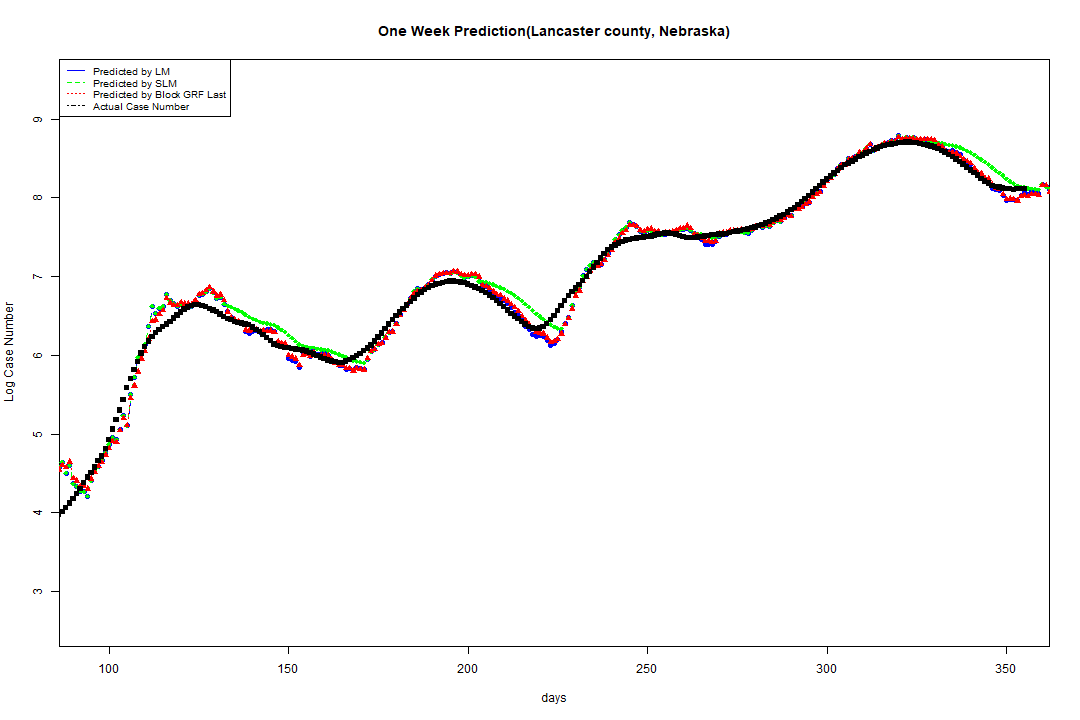 One Week Prediction(Lancaster county, Nebraska)
Predicted by LM
Predicted by SLM
Predicted by Block GRF Last
Actual Case Number
Log Case Number
9
8
7
6
5
4
3
100 150 200 250 300 350
days